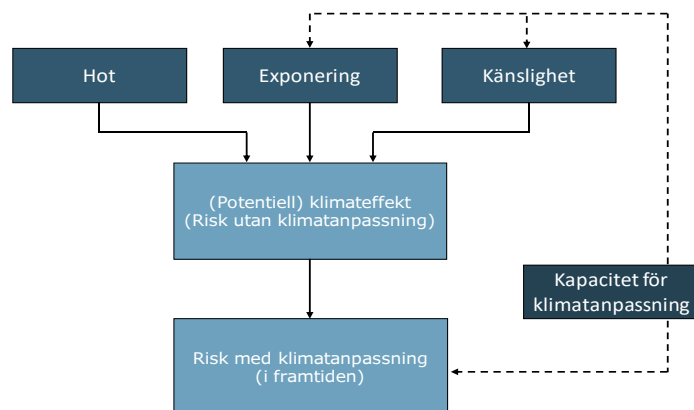 Hot
Exponering
Känslighet
(Potentiell) klimateffekt
(Risk utan klimatanpassning)
Kapacitet för
klimatanpassning
Risk med klimatanpassning
(i framtiden)